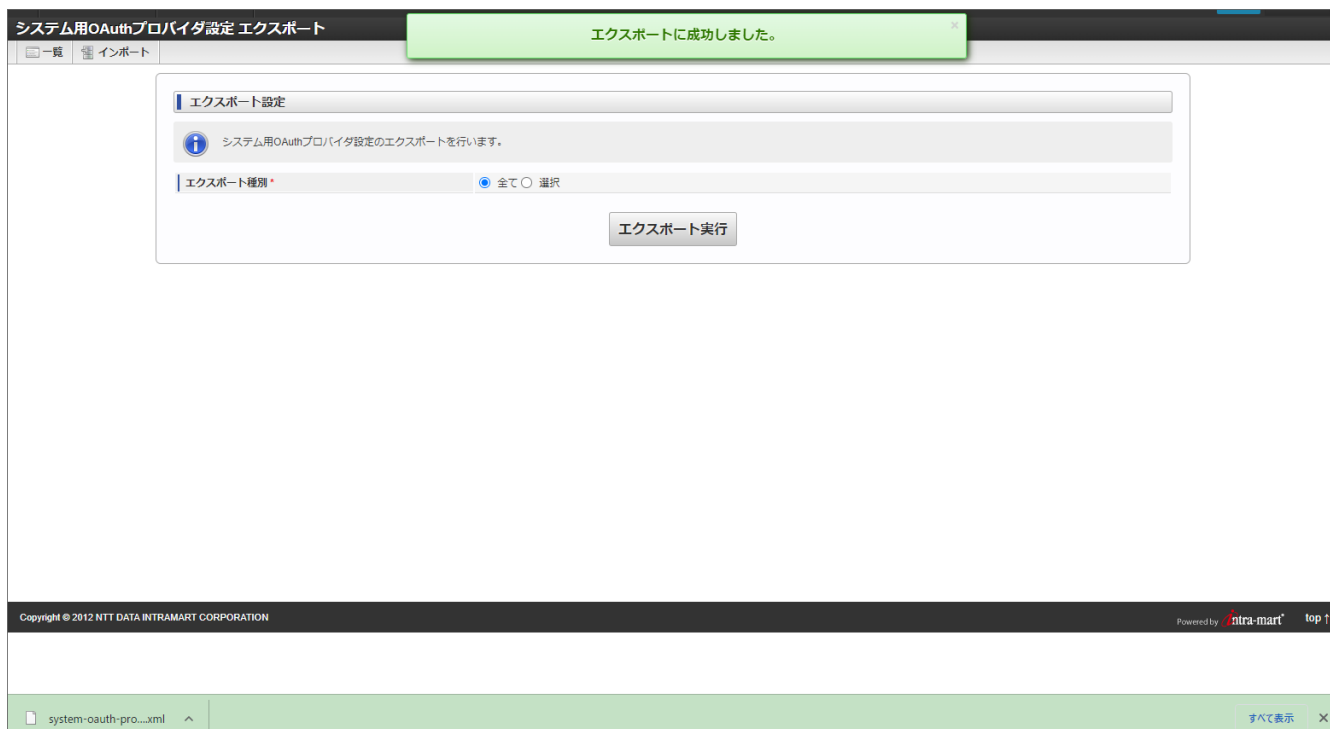 システム用OAuthプロバイダ設定 エクスポート
エクスポートに成功しました。
×
一覧 インポート
エクスポート設定
システム用OAuthプロバイダ設定のエクスポートを行います。
エクスポート種別 *
全て 選択
エクスポート実行
Copyright © 2012 NTT DATA INTRAMART CORPORATION
Powered by intra-mart top ↑
system-oauth-pro....xml
すべて表示